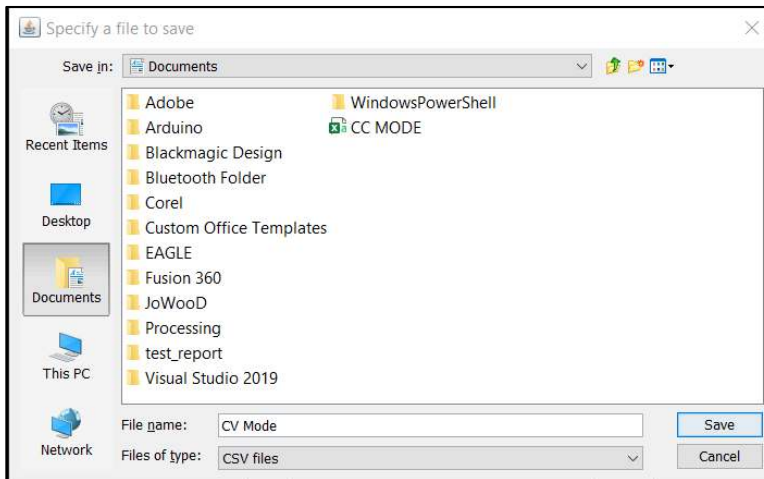 Specify a file to save
Save in: Documents
Recent Items
Desktop
Documents
This PC
Network
Adobe
Arduino
Blackmagic Design
Bluetooth Folder
Corel
Custom Office Templates
EAGLE
Fusion 360
JoWooD
Processing
test_report
Visual Studio 2019
WindowsPowerShell
CC MODE
File name: CV Mode
Save
Files of type: CSV files
Cancel